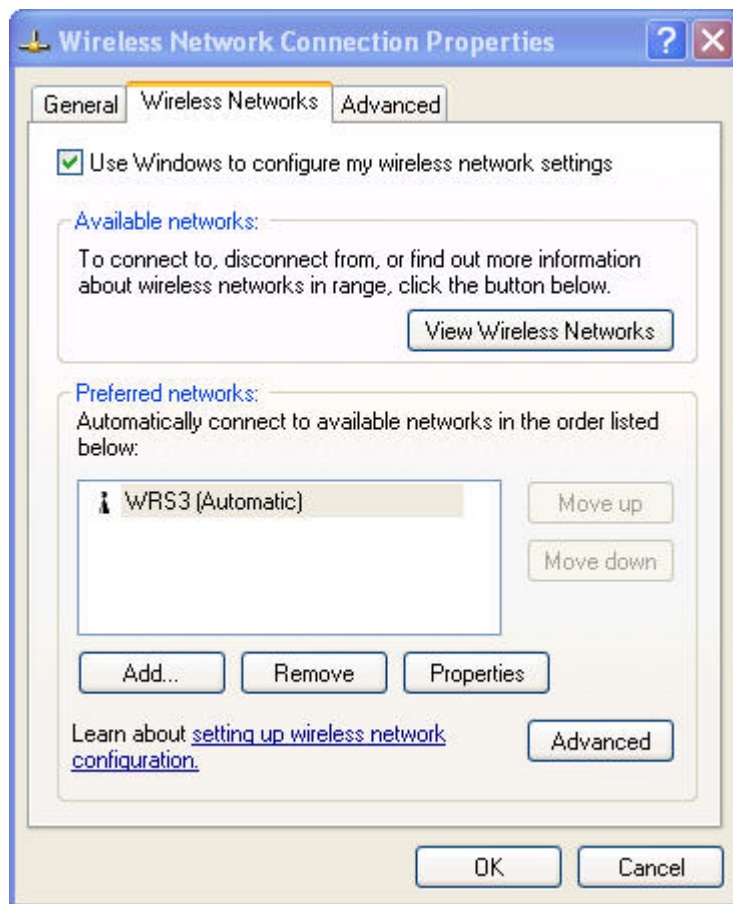 Wireless Network Connection Properties
General
Wireless Networks
Advanced
Use Windows to configure my wireless network settings
Available networks:
To connect to, disconnect from, or find out more information
about wireless networks in range, click the button below.
View Wireless Networks
Preferred networks:
Automatically connect to available networks in the order listed
below:
WRS3 (Automatic)
Move up
Move down
Add...
Remove
Properties
Learn about setting up wireless network
configuration.
Advanced
OK
Cancel